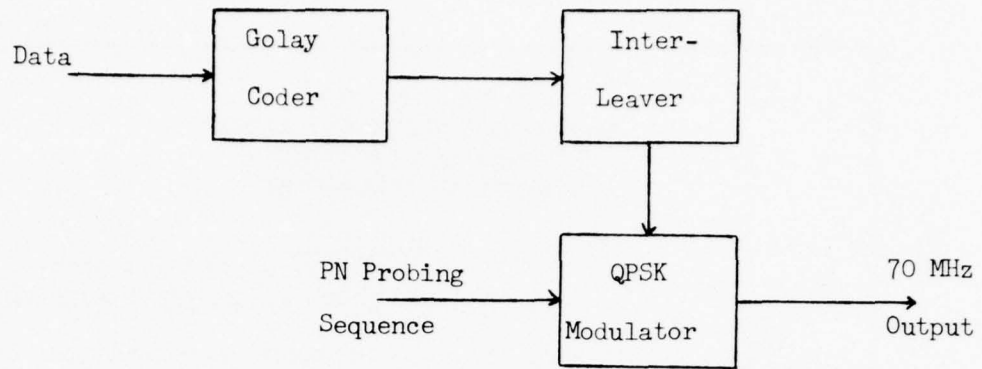 Data
Golay
Coder
Inter-
Leaver
PN Probing
Sequence
QPSK
Modulator
70 MHz
Output